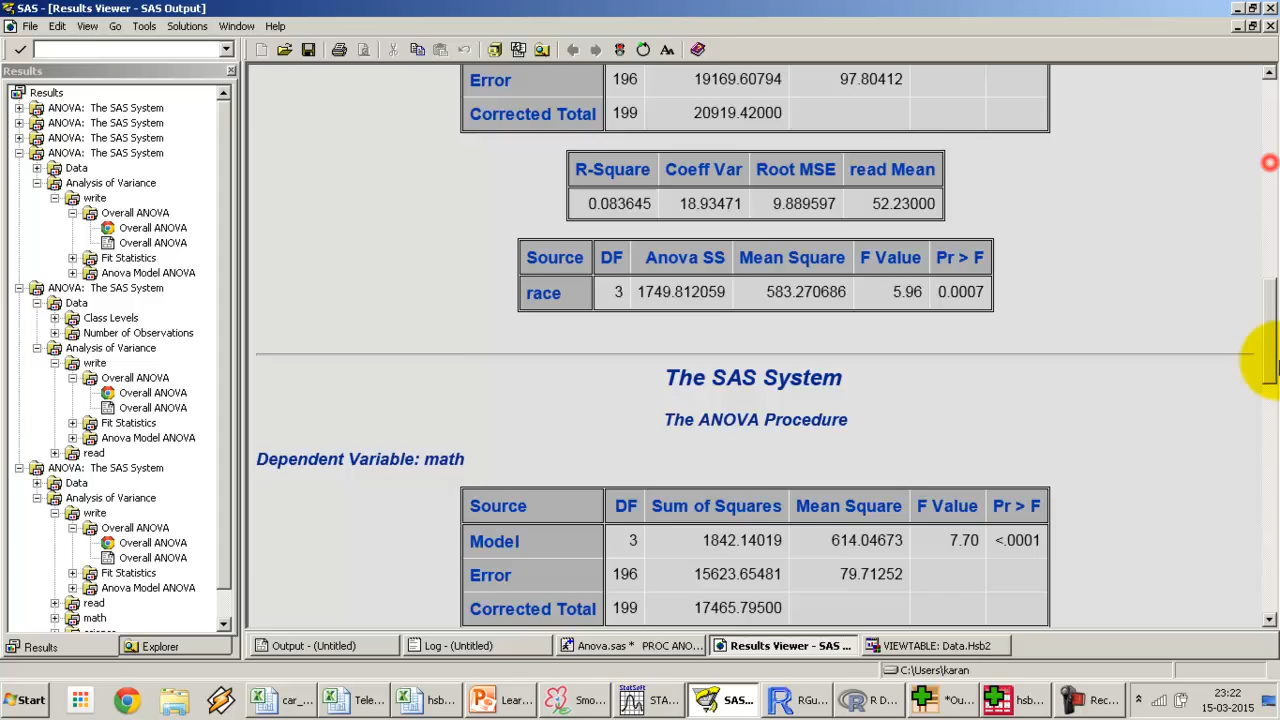 SAS - [Results Viewer - SAS Output]
File Edit View Go Tools Solutions Window Help
Results
Results
ANOVA: The SAS System
ANOVA: The SAS System
ANOVA: The SAS System
ANOVA: The SAS System
Data
Analysis of Variance
write
Overall ANOVA
Overall ANOVA
Overall ANOVA
Fit Statistics
Anova Model ANOVA
ANOVA: The SAS System
Data
Class Levels
Number of Observations
Analysis of Variance
write
Overall ANOVA
Overall ANOVA
Overall ANOVA
Fit Statistics
Anova Model ANOVA
read
ANOVA: The SAS System
Data
Analysis of Variance
write
Overall ANOVA
Overall ANOVA
Overall ANOVA
Fit Statistics
Anova Model ANOVA
read
math
Results Explorer
Error 196 19169.60794 97.80412
Corrected Total 199 20919.42000
R-Square Coeff Var Root MSE read Mean
0.083645 18.93471 9.889597 52.23000
Source DF Anova SS Mean Square F Value Pr > F
race 3 1749.812059 583.270686 5.96 0.0007
The SAS System
The ANOVA Procedure
Dependent Variable: math
Source DF Sum of Squares Mean Square F Value Pr > F
Model 3 1842.14019 614.04673 7.70 <.0001
Error 196 15623.65481 79.71252
Corrected Total 199 17465.79500
Output - (Untitled) Log - (Untitled) Anova.sas * PROC ANO... Results Viewer - SAS ... VIEWTABLE: Data.Hsb2
C:\Users\karan
Start car_... Tele... hsb... Lear... Smo... STA... SAS... RGu... R D... *Ou... hsb... Rec... 23:22
15-03-2015